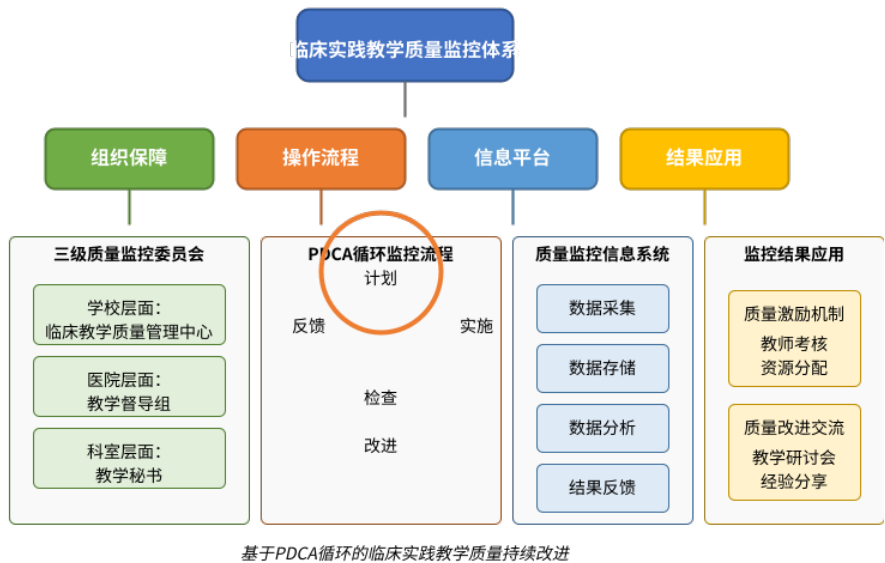 临床实践教学质量监控体系
组织保障
操作流程
信息平台
结果应用
三级质量监控委员会
学校层面：
临床教学质量管理中心
医院层面：
教学督导组
科室层面：
教学秘书
PDCA循环监控流程
计划
反馈
实施
检查
改进
质量监控信息系统
数据采集
数据存储
数据分析
结果反馈
监控结果应用
质量激励机制
教师考核
资源分配
质量改进交流
教学研讨会
经验分享
基于PDCA循环的临床实践教学质量持续改进